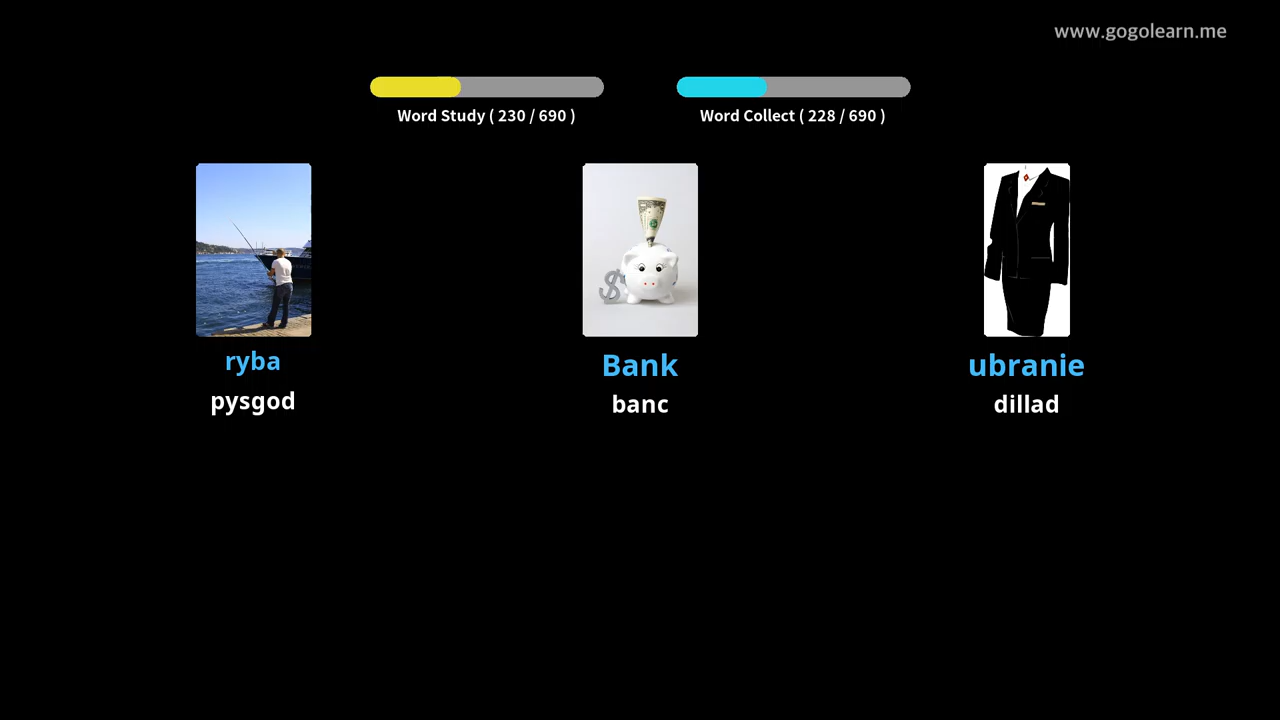 www.gogolearn.me
Word Study ( 230 / 690 )
Word Collect ( 228 / 690 )
ryba
pysgod
Bank
banc
ubranie
dillad